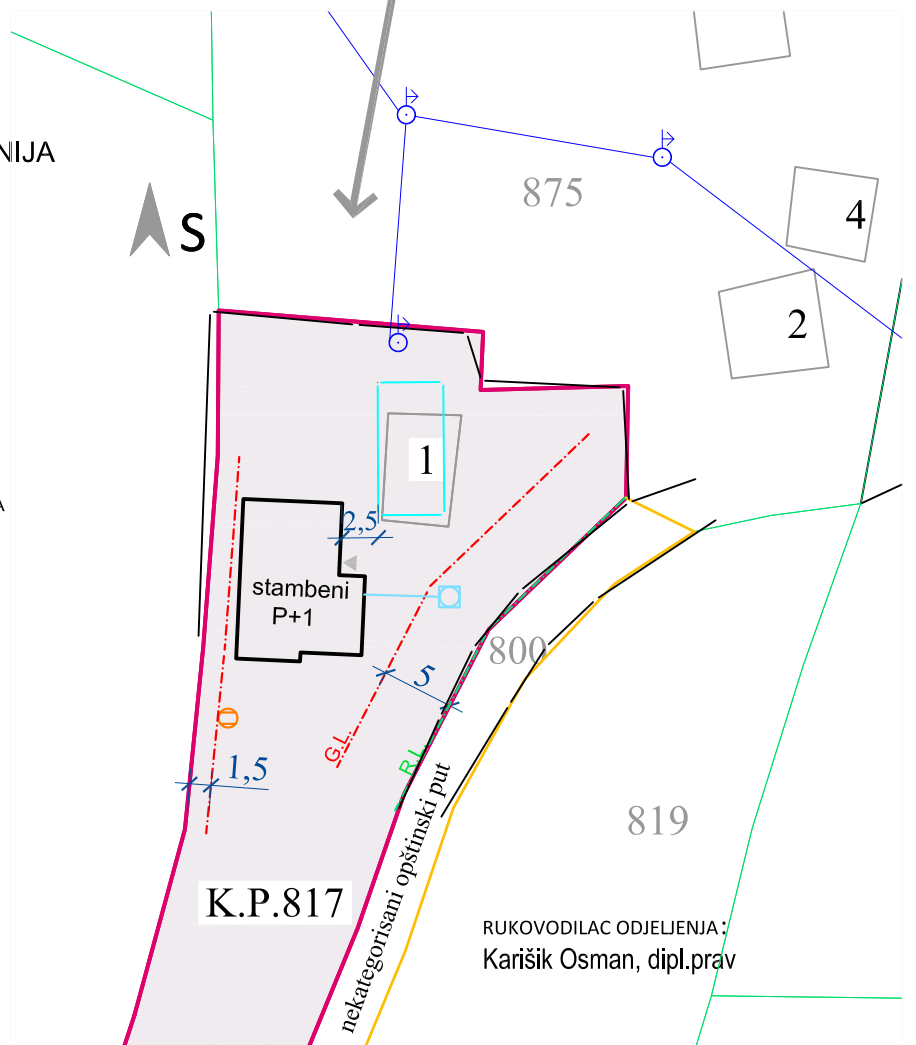 NIJA
S
875
4
2
1
A
2,5
stambeni
P+1
800
5
G.L.
R.L.
1,5
819
K.P.817
nekategorisani opštinski put
RUKOVODILAC ODJELJENJA:
Karišik Osman, dipl.prav